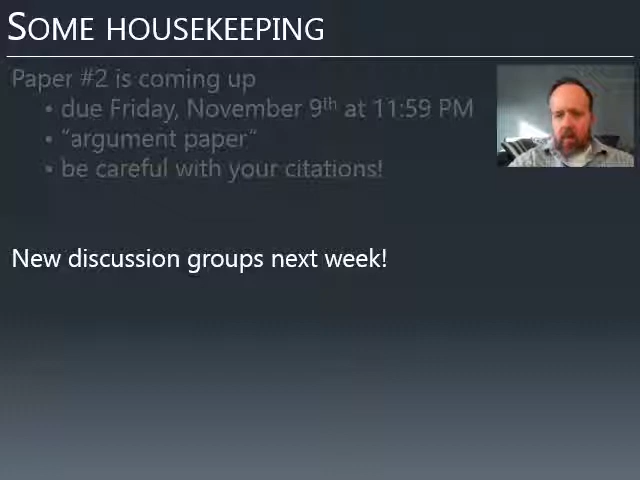 SOME HOUSEKEEPING
Paper #2 is coming up
• due Friday, November 9th at 11:59 PM
• "argument paper"
• be careful with your citations!
New discussion groups next week!